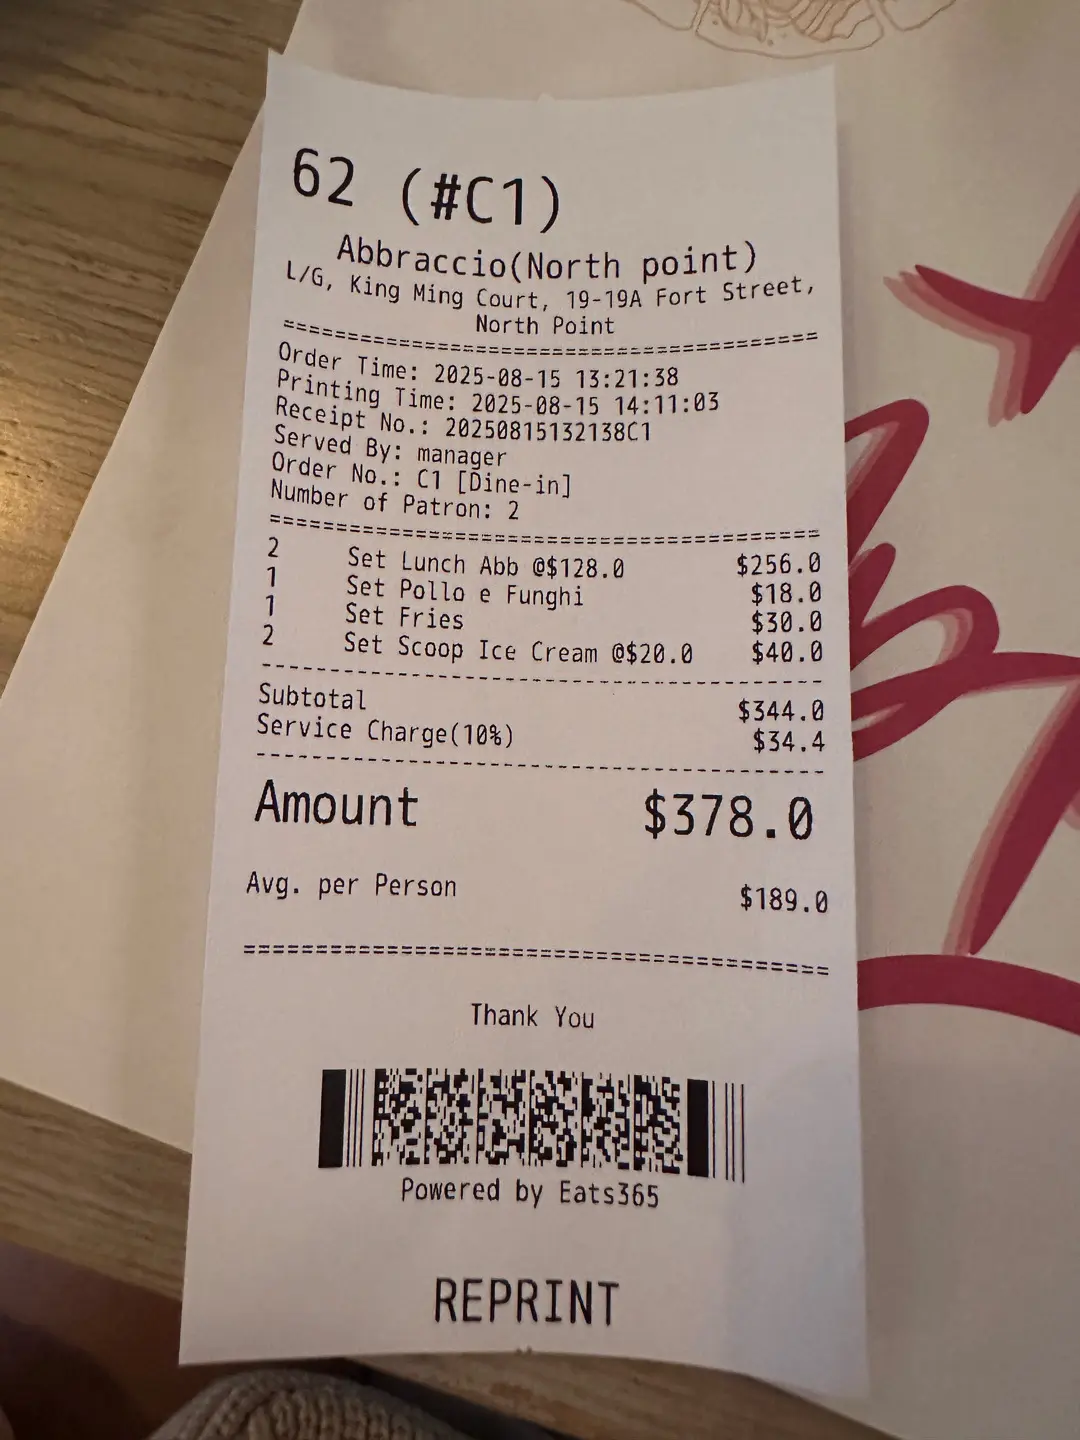 62 (#C1)
Abbraccio(North point)
L/G, King Ming Court, 19-19A Fort Street,
North Point
=========================================
Order Time: 2025-08-15 13:21:38
Printing Time: 2025-08-15 14:11:03
Receipt No.: 20250815132138C1
Served By: manager
Order No.: C1 [Dine-in]
Number of Patron: 2
=========================================
2 Set Lunch Abb @$128.0 $256.0
1 Set Pollo e Funghi $18.0
1 Set Fries $30.0
2 Set Scoop Ice Cream @$20.0 $40.0
-----------------------------------------
Subtotal $344.0
Service Charge(10%) $34.4
-----------------------------------------
Amount $378.0
Avg. per Person $189.0
=========================================
Thank You
Powered by Eats365
REPRINT